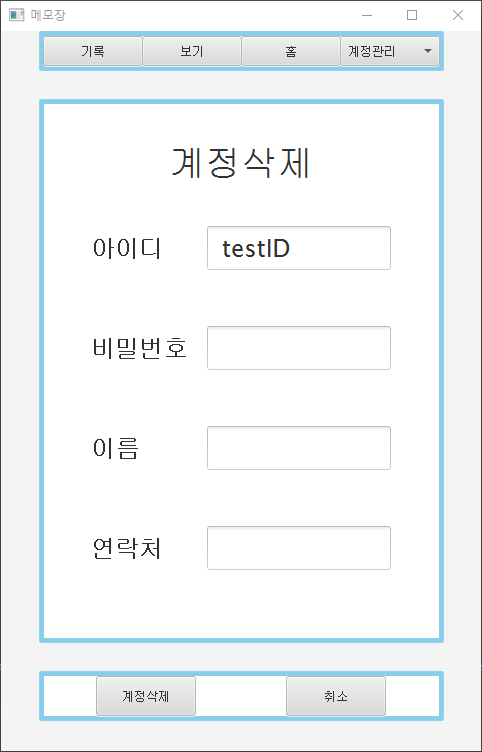 메모장
기록 보기 홈 계정관리
계정삭제
아이디 testID
비밀번호
이름
연락처
계정삭제 취소